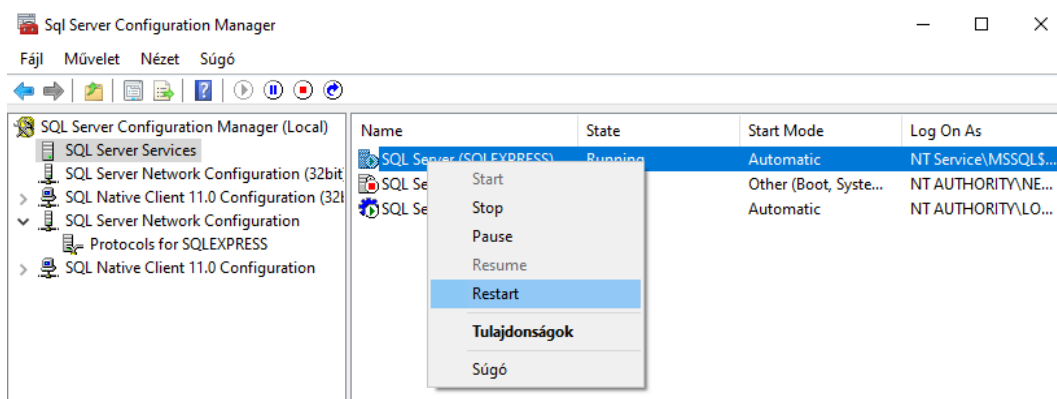 Sql Server Configuration Manager
Fájl Művelet Nézet Súgó
SQL Server Configuration Manager (Local)
SQL Server Services
SQL Server Network Configuration (32bit
SQL Native Client 11.0 Configuration (32b
SQL Server Network Configuration
Protocols for SQLEXPRESS
SQL Native Client 11.0 Configuration
Name State Start Mode Log On As
SQL Server (SQLEXPRESS) Running Automatic NT Service\MSSQL$...
SQL Se Other (Boot, Syste... NT AUTHORITY\NE...
SQL Se Automatic NT AUTHORITY\LO...
Start
Stop
Pause
Resume
Restart
Tulajdonságok
Súgó